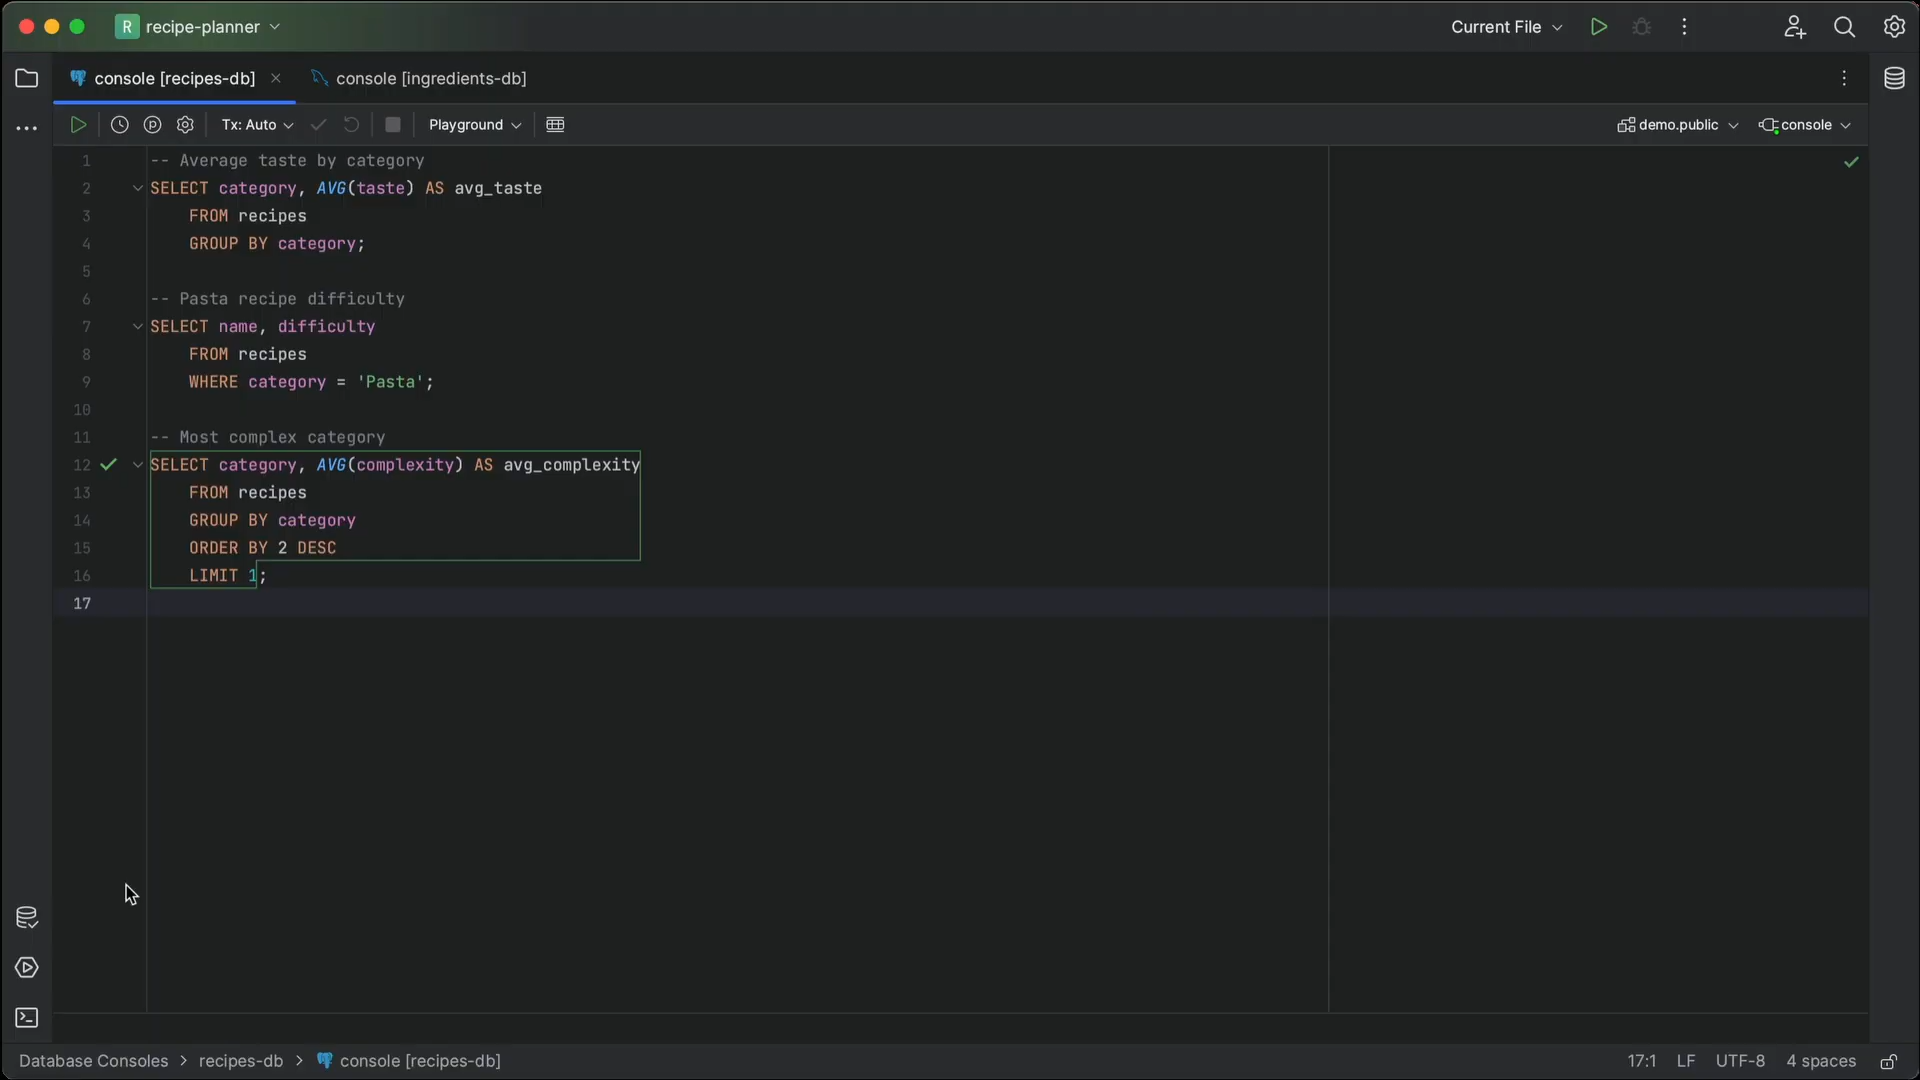 R recipe-planner
Current File
console [recipes-db]
console [ingredients-db]
Tx: Auto
Playground
demo.public
console
1 -- Average taste by category
2 SELECT category, AVG(taste) AS avg_taste
3 FROM recipes
4 GROUP BY category;
5
6 -- Pasta recipe difficulty
7 SELECT name, difficulty
8 FROM recipes
9 WHERE category = 'Pasta';
10
11 -- Most complex category
12 SELECT category, AVG(complexity) AS avg_complexity
13 FROM recipes
14 GROUP BY category
15 ORDER BY 2 DESC
16 LIMIT 1;
17
Database Consoles > recipes-db > console [recipes-db]
17:1 LF UTF-8 4 spaces